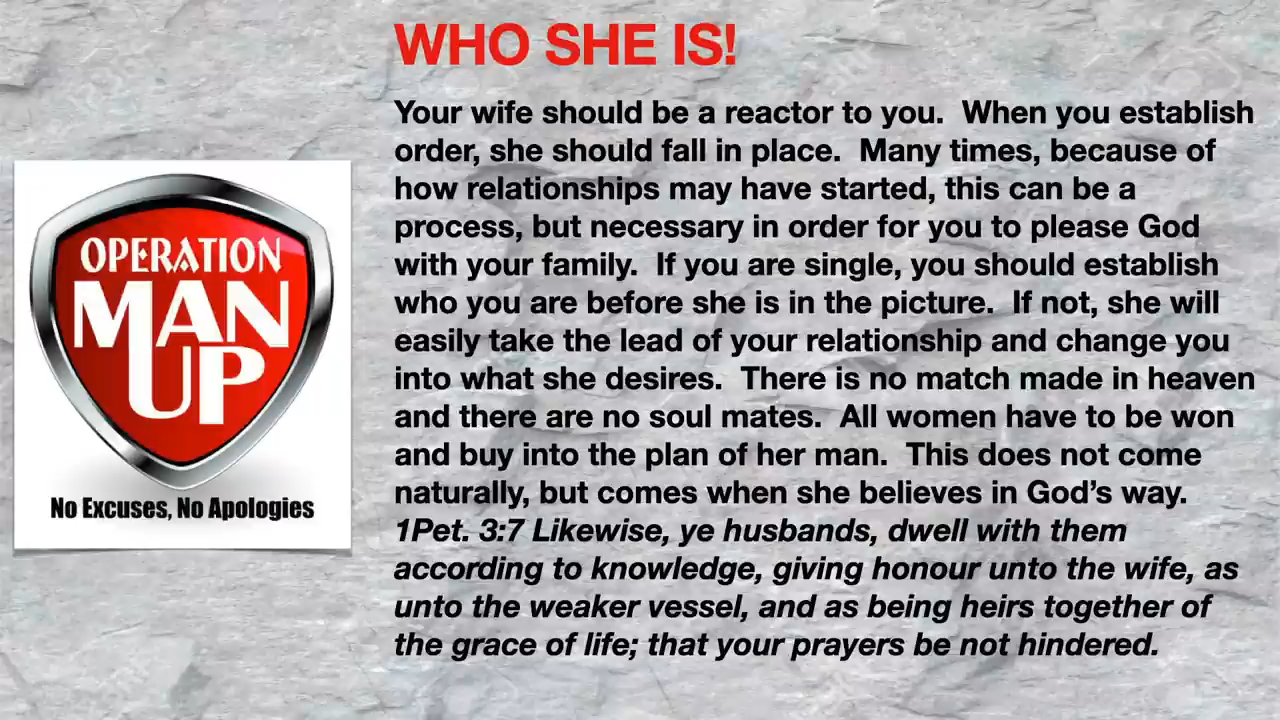 WHO SHE IS!
Your wife should be a reactor to you.  When you establish
order, she should fall in place.  Many times, because of
how relationships may have started, this can be a
process, but necessary in order for you to please God
with your family.  If you are single, you should establish
who you are before she is in the picture.  If not, she will
easily take the lead of your relationship and change you
into what she desires.  There is no match made in heaven
and there are no soul mates.  All women have to be won
and buy into the plan of her man.  This does not come
naturally, but comes when she believes in God’s way.
1Pet. 3:7 Likewise, ye husbands, dwell with them
according to knowledge, giving honour unto the wife, as
unto the weaker vessel, and as being heirs together of
the grace of life; that your prayers be not hindered.
OPERATION
MAN
UP
No Excuses, No Apologies